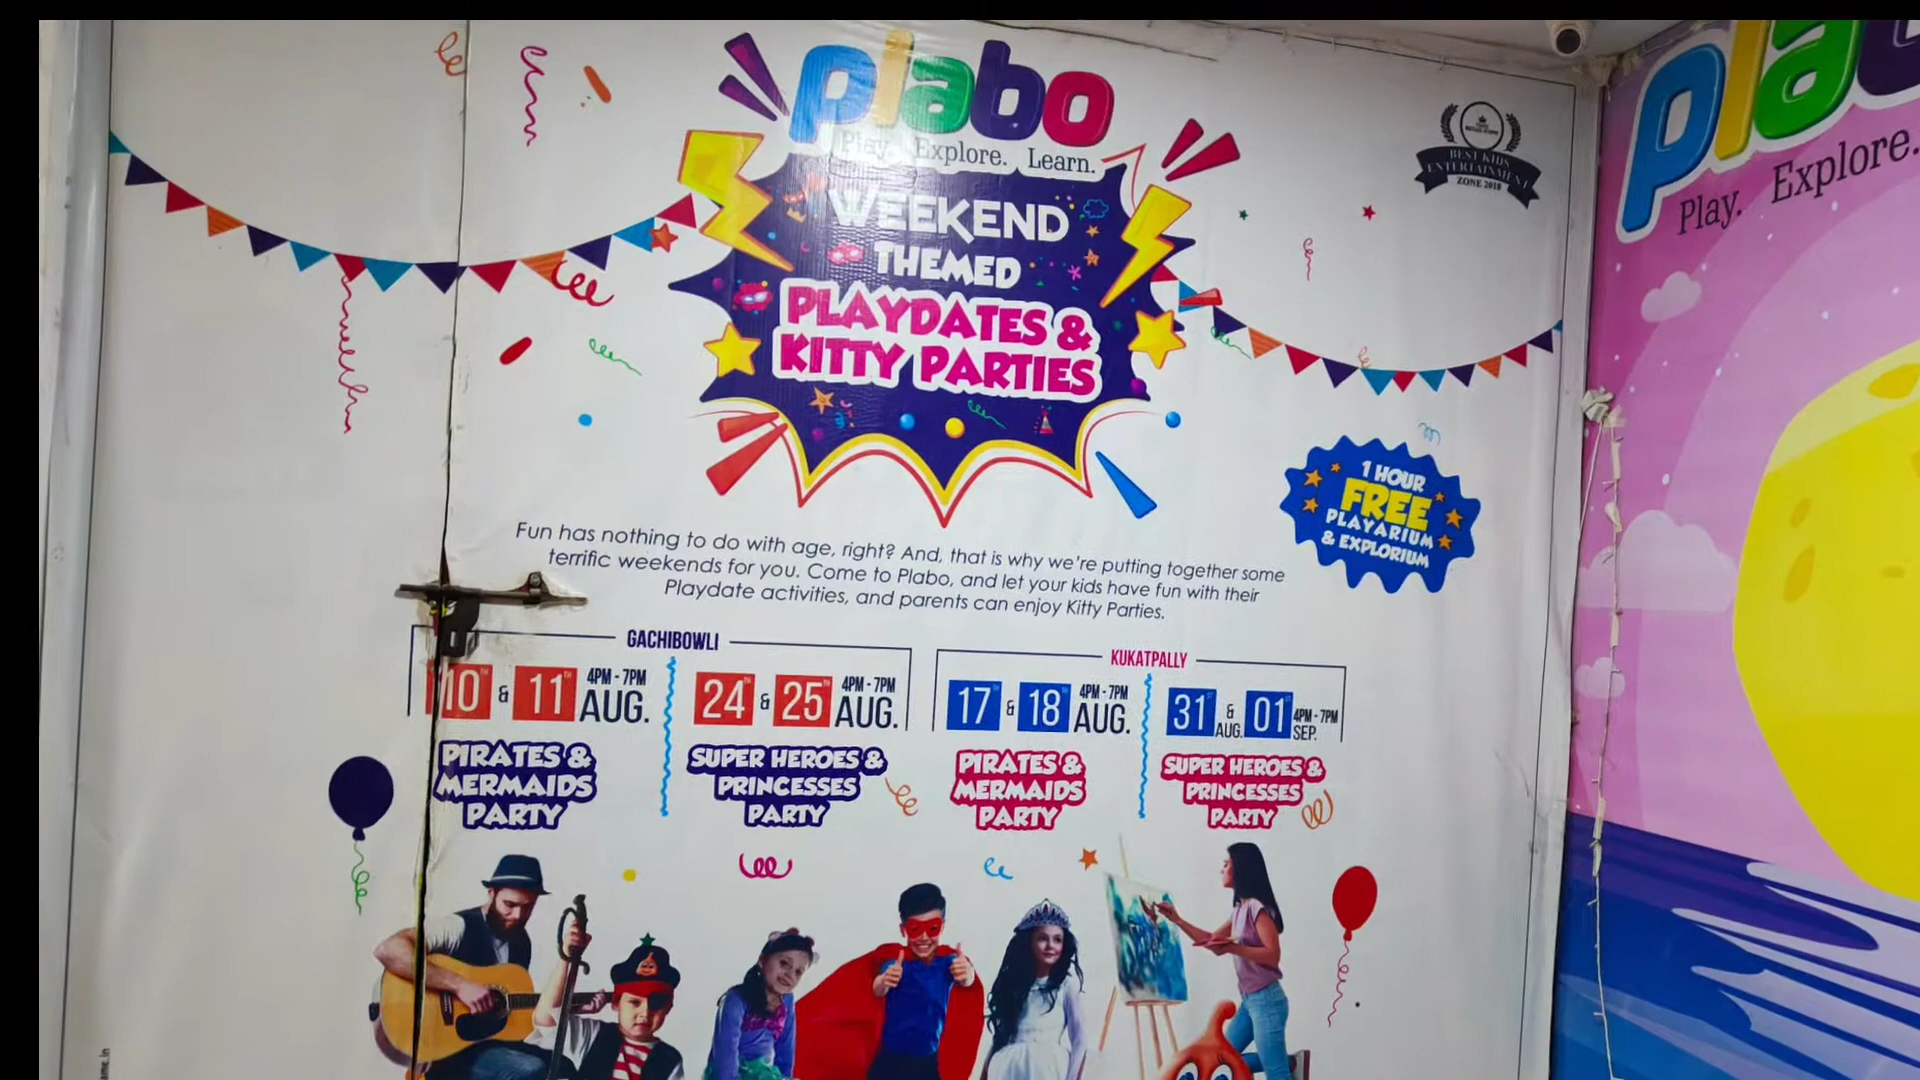 plabo
Play. Explore. Learn.
WEEKEND
THEMED
PLAYDATES &
KITTY PARTIES
BEST KIDS
ENTERTAINMENT
ZONE 2018
plab
Play. Explore.
1 HOUR
FREE
PLAYARIUM
& EXPLORIUM
Fun has nothing to do with age, right? And, that is why we're putting together some
terrific weekends for you. Come to Plabo, and let your kids have fun with their
Playdate activities, and parents can enjoy Kitty Parties.
GACHIBOWLI
10TH & 11TH 4PM - 7PM AUG.
PIRATES &
MERMAIDS
PARTY
24TH & 25TH 4PM - 7PM AUG.
SUPER HEROES &
PRINCESSES
PARTY
KUKATPALLY
17TH & 18TH 4PM - 7PM AUG.
PIRATES &
MERMAIDS
PARTY
31ST & AUG. 01ST 4PM - 7PM SEP.
SUPER HEROES &
PRINCESSES
PARTY
ame.in